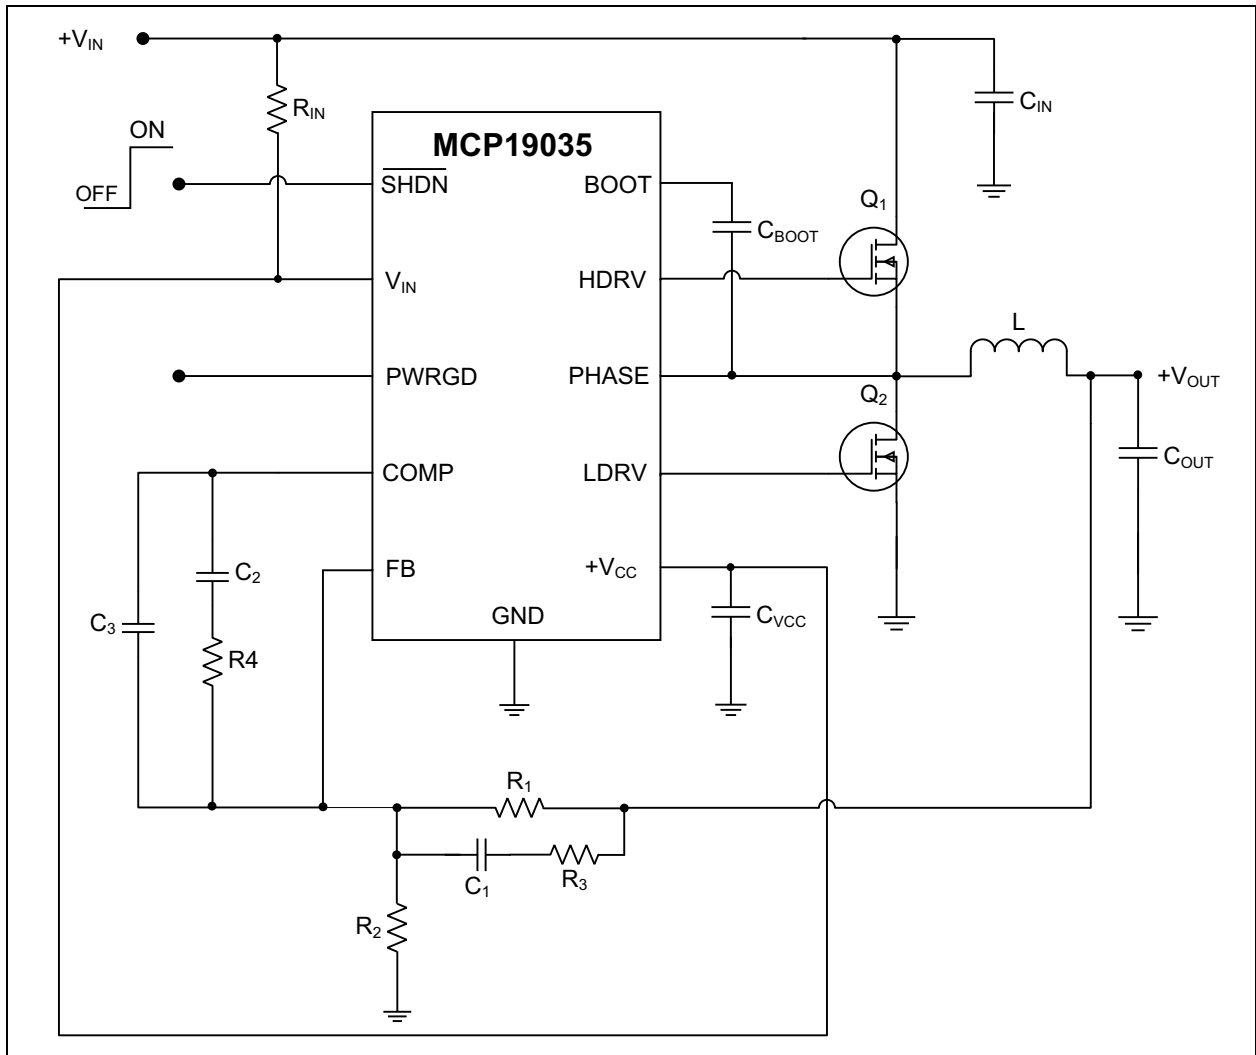 +VIN
RIN
CIN
ON
OFF
MCP19035
SHDN
BOOT
CBOOT
Q1
VIN
HDRV
L
PWRGD
PHASE
+VOUT
Q2
COMP
LDRV
COUT
FB
+VCC
C2
C3
GND
CVCC
R4
R1
C1
R3
R2